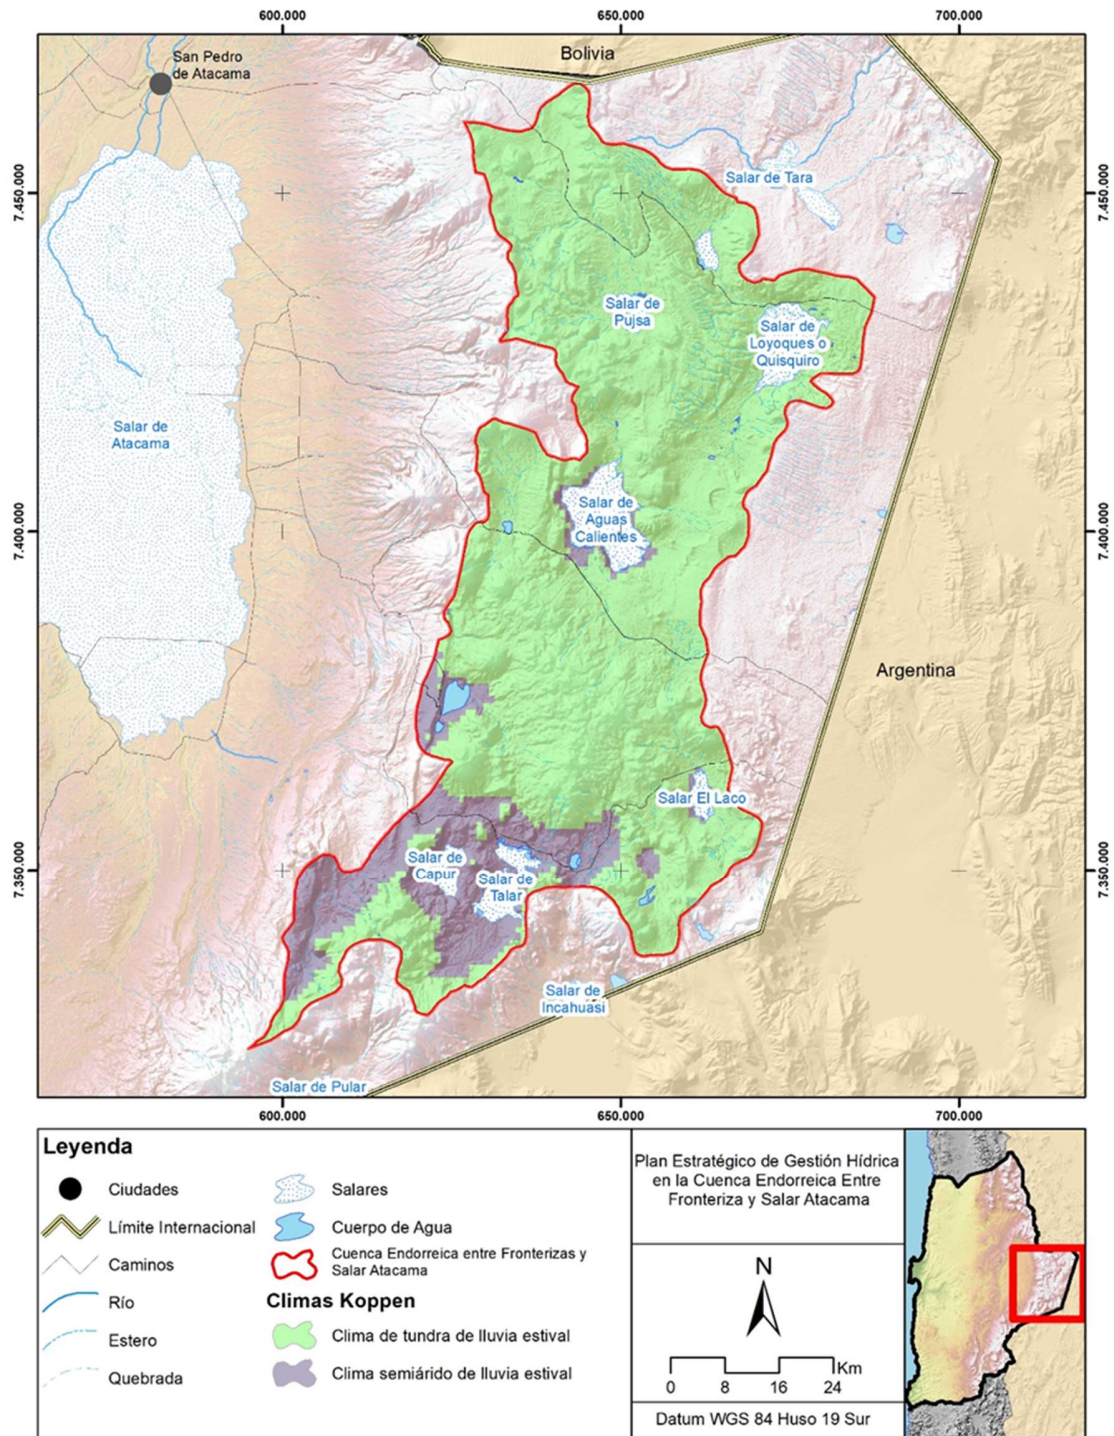 600.000
650.000
700.000
San Pedro
de Atacama
Bolivia
7.450.000
7.450.000
Salar de Tara
Salar de
Pujsa
Salar de
Loyoques o
Quisquiro
Salar de
Atacama
Salar de
Aguas
Calientes
7.400.000
7.400.000
Argentina
Salar El Laco
7.350.000
7.350.000
Salar de
Capur
Salar de
Talar
Salar de
Incahuasi
Salar de Pular
600.000
650.000
700.000
Leyenda
Ciudades
Límite Internacional
Caminos
Río
Estero
Quebrada
Salares
Cuerpo de Agua
Cuenca Endorreica entre Fronterizas y
Salar Atacama
Climas Koppen
Clima de tundra de lluvia estival
Clima semiárido de lluvia estival
Plan Estratégico de Gestión Hídrica
en la Cuenca Endorreica Entre
Fronteriza y Salar Atacama
N
Km
0 8 16 24
Datum WGS 84 Huso 19 Sur